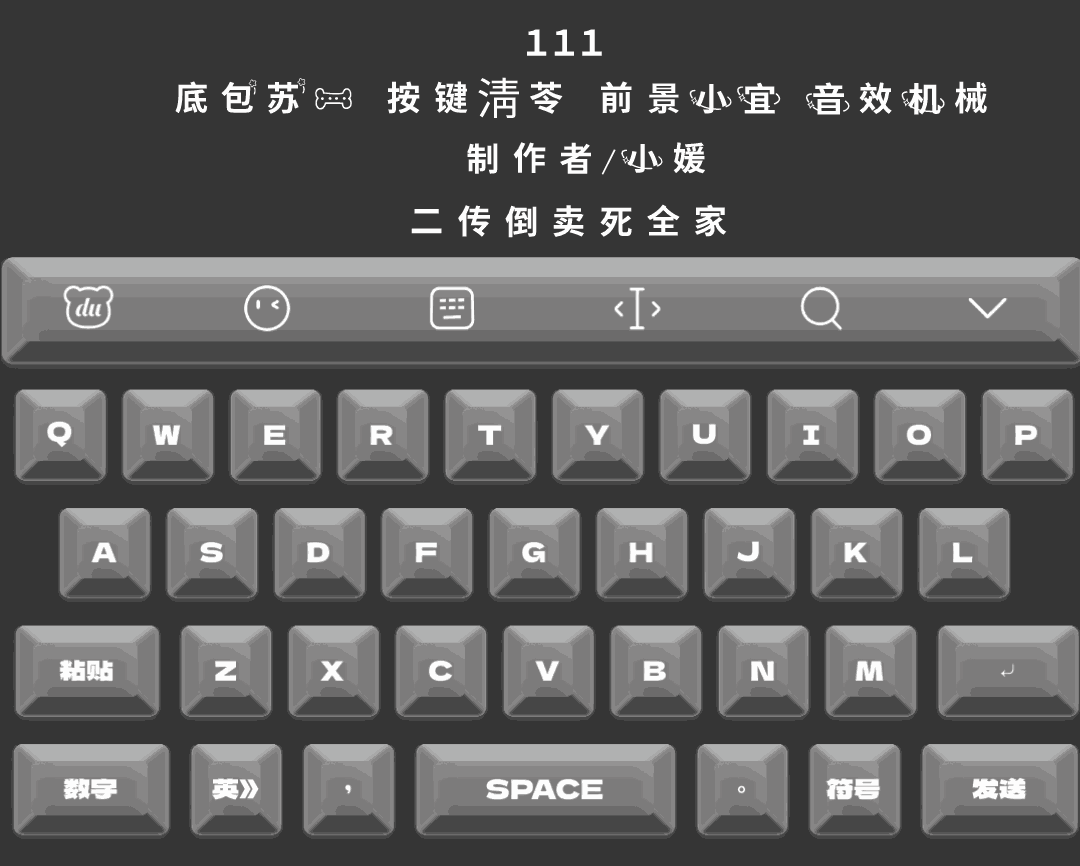 111
底包苏 按键清苓 前景小宜 音效机械
制作者/小媛
二传倒卖死全家
du
Q W E R T Y U I O P
A S D F G H J K L
粘贴 Z X C V B N M
数字 英》 , SPACE 。 符号 发送